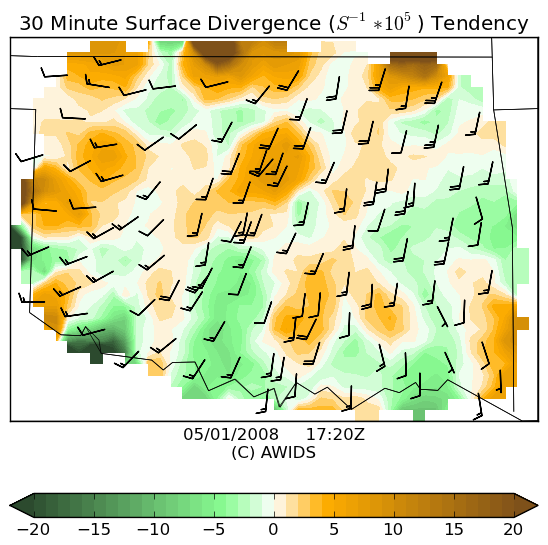 30 Minute Surface Divergence (S⁻¹ *10⁵ ) Tendency
05/01/2008 17:20Z
(C) AWIDS
−20 −15 −10 −5 0 5 10 15 20